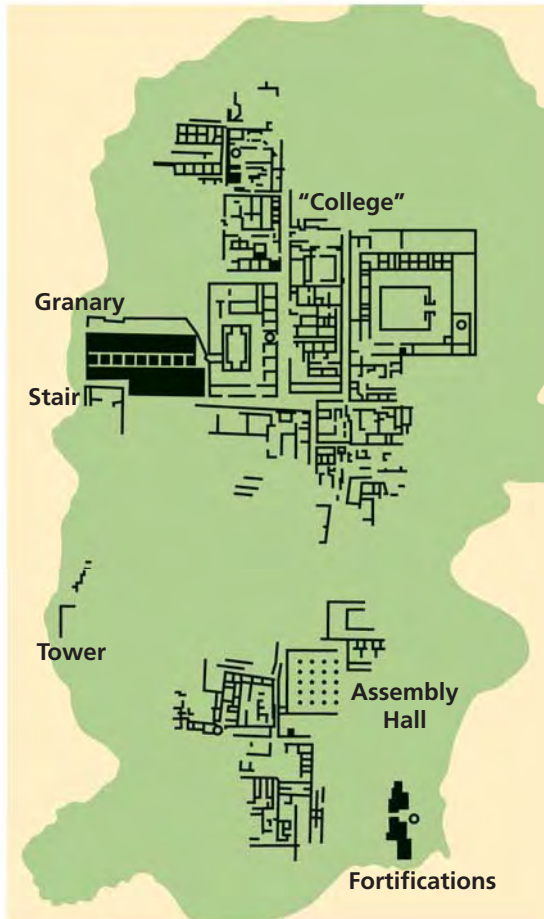 “College”
Granary
Stair
Tower
Assembly
Hall
Fortifications